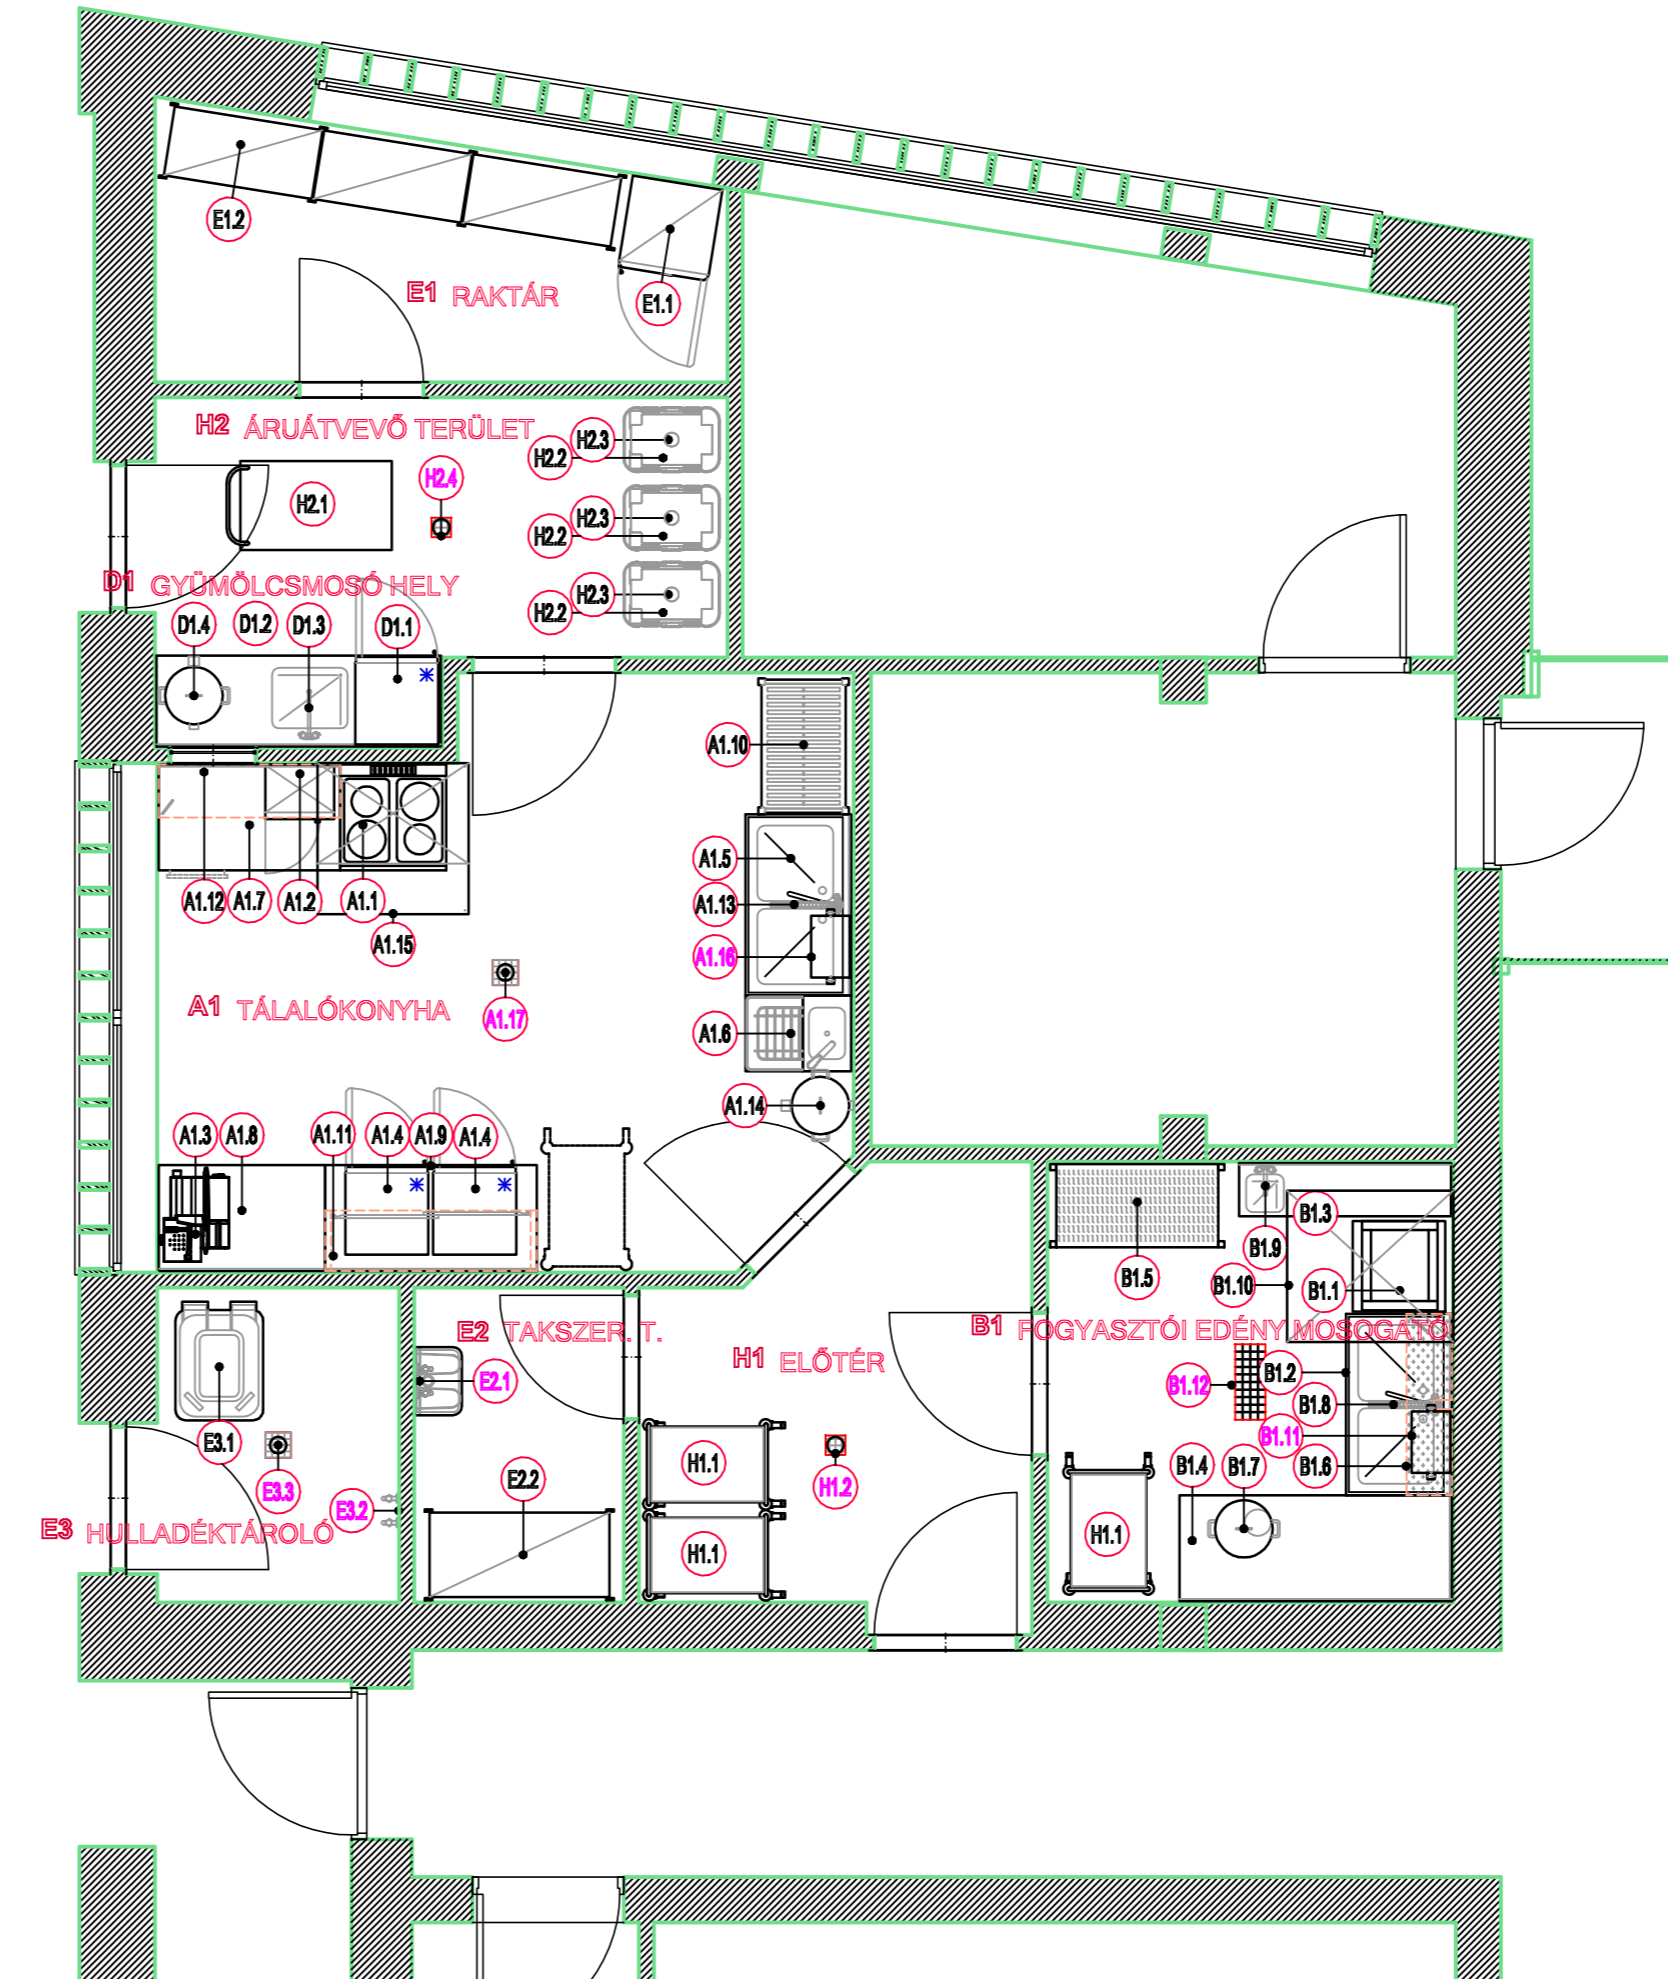 E1.2
E1 RAKTÁR
E1.1
H2 ÁRUÁTVEVŐ TERÜLET
H2.3
H2.2
H2.4
H2.1
H2.3
H2.2
D1 GYÜMÖLCSMOSÓ HELY
H2.3
H2.2
D1.4
D1.2
D1.3
D1.1
A1.10
A1.5
A1.12
A1.7
A1.2
A1.1
A1.13
A1.15
A1.16
A1 TÁLALÓKONYHA
A1.17
A1.6
A1.14
A1.3
A1.8
A1.11
A1.4
A1.9
A1.4
B1.3
B1.9
B1.5
B1.10
B1.1
E2 TAKSZER. T.
B1 FOGYASZTÓI EDÉNY MOSOGATÓ
H1 ELŐTÉR
E2.1
B1.12
B1.2
B1.8
E3.1
B1.11
H1.1
B1.4
B1.7
B1.6
E2.2
E3.3
H1.2
E3.2
E3 HULLADÉKTÁROLÓ
H1.1
H1.1